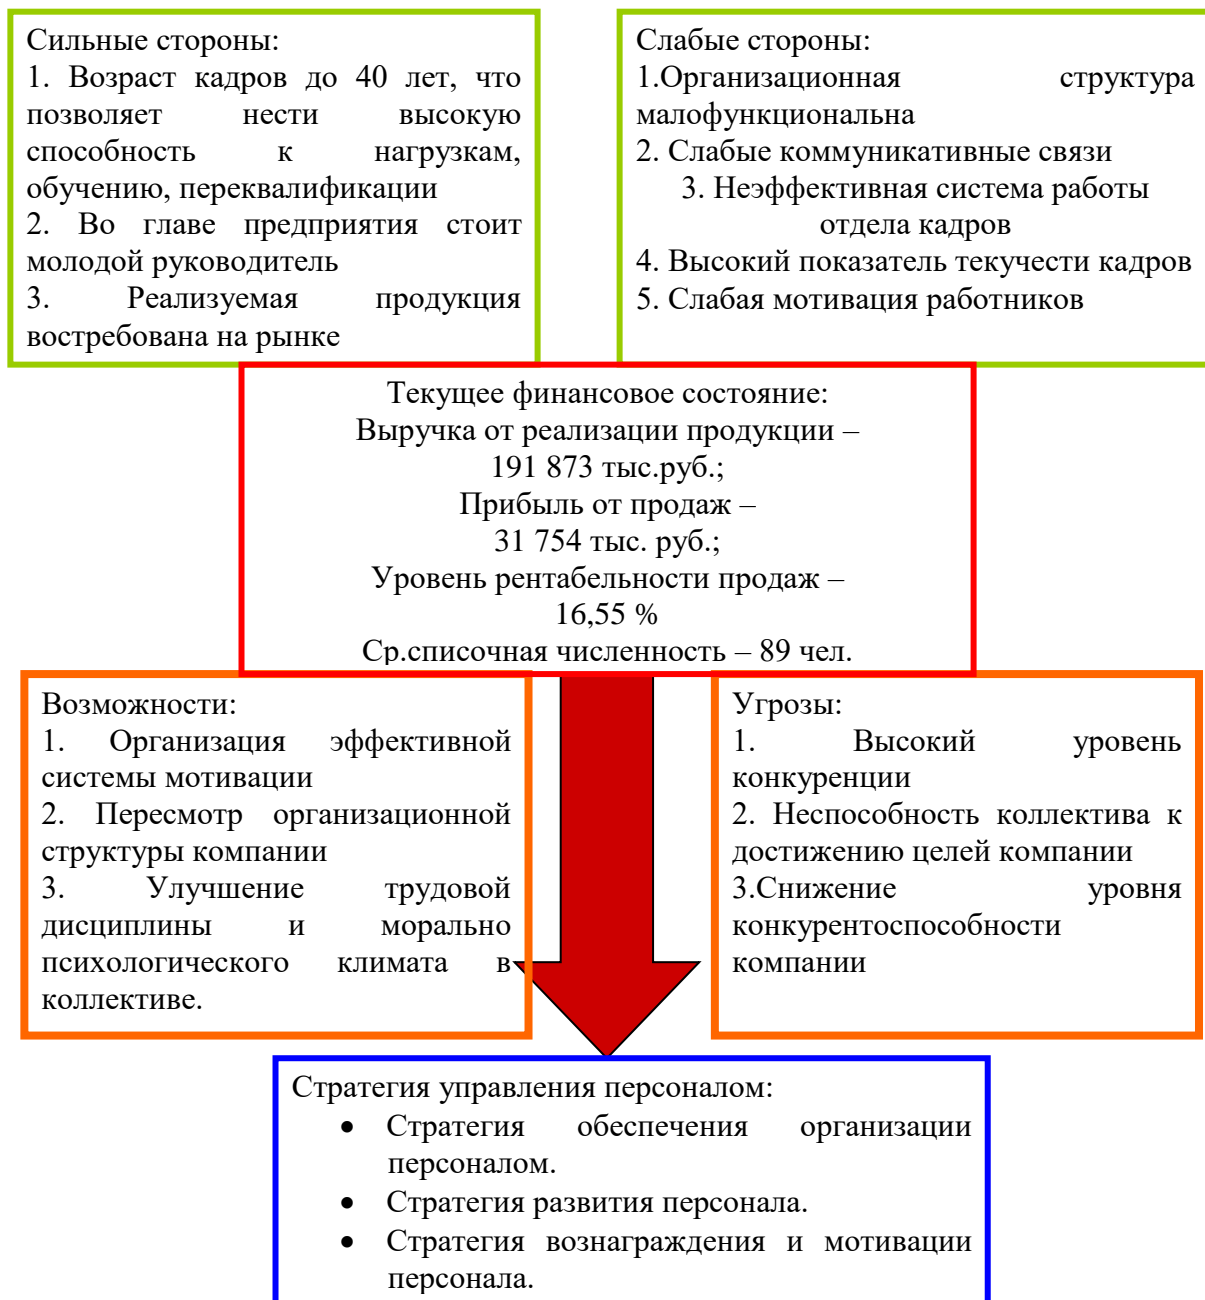 Сильные стороны:
1. Возраст кадров до 40 лет, что
позволяет нести высокую
способность к нагрузкам,
обучению, переквалификации
2. Во главе предприятия стоит
молодой руководитель
3. Реализуемая продукция
востребована на рынке
Слабые стороны:
1.Организационная структура
малофункциональна
2. Слабые коммуникативные связи
3. Неэффективная система работы
отдела кадров
4. Высокий показатель текучести кадров
5. Слабая мотивация работников
Текущее финансовое состояние:
Выручка от реализации продукции –
191 873 тыс.руб.;
Прибыль от продаж –
31 754 тыс. руб.;
Уровень рентабельности продаж –
16,55 %
Ср.списочная численность – 89 чел.
Возможности:
1. Организация эффективной
системы мотивации
2. Пересмотр организационной
структуры компании
3. Улучшение трудовой
дисциплины и морально
психологического климата в
коллективе.
Угрозы:
1. Высокий уровень
конкуренции
2. Неспособность коллектива к
достижению целей компании
3.Снижение уровня
конкурентоспособности
компании
Стратегия управления персоналом:
• Стратегия обеспечения организации
персоналом.
• Стратегия развития персонала.
• Стратегия вознаграждения и мотивации
персонала.